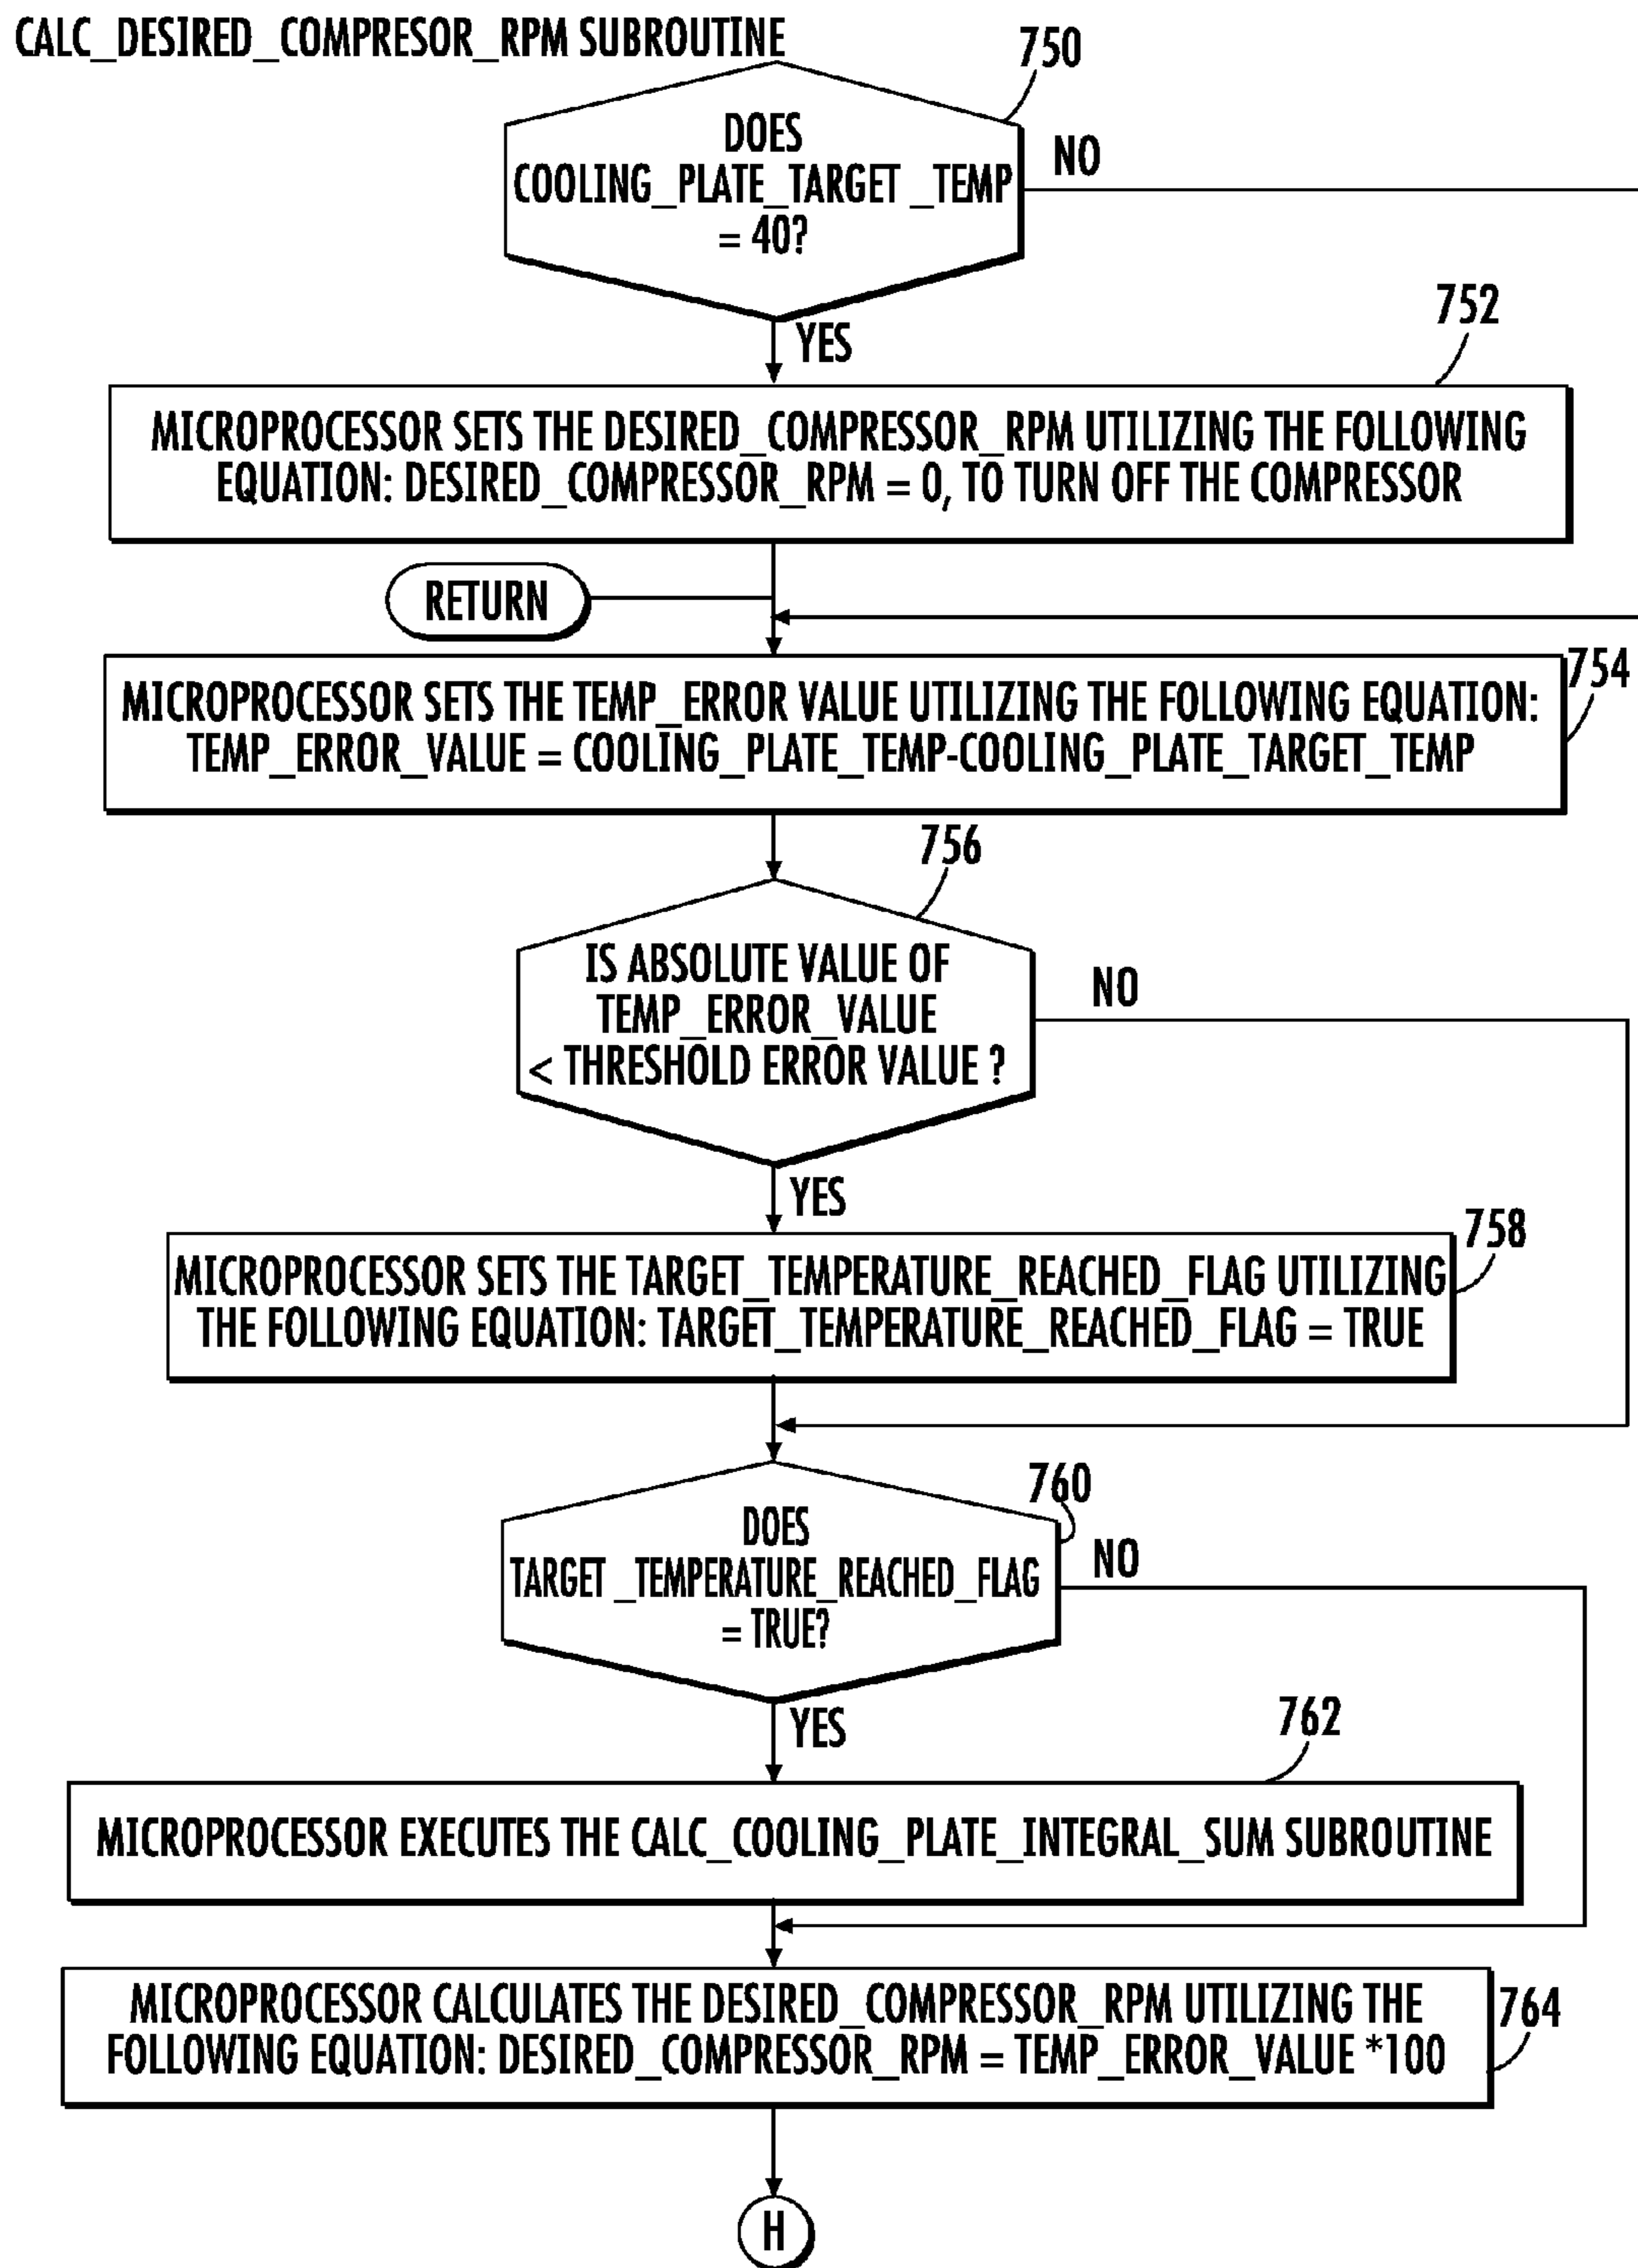 CALC_DESIRED_COMPRESOR_RPM SUBROUTINE
750
DOES
COOLING_PLATE_TARGET _TEMP
= 40?
NO
YES
752
MICROPROCESSOR SETS THE DESIRED_COMPRESSOR_RPM UTILIZING THE FOLLOWING
EQUATION: DESIRED_COMPRESSOR_RPM = 0, TO TURN OFF THE COMPRESSOR
RETURN
754
MICROPROCESSOR SETS THE TEMP_ERROR VALUE UTILIZING THE FOLLOWING EQUATION:
TEMP_ERROR_VALUE = COOLING_PLATE_TEMP-COOLING_PLATE_TARGET_TEMP
756
IS ABSOLUTE VALUE OF
TEMP_ERROR_VALUE
< THRESHOLD ERROR VALUE ?
NO
YES
758
MICROPROCESSOR SETS THE TARGET_TEMPERATURE_REACHED_FLAG UTILIZING
THE FOLLOWING EQUATION: TARGET_TEMPERATURE_REACHED_FLAG = TRUE
760
DOES
TARGET _TEMPERATURE_REACHED_FLAG
= TRUE?
NO
YES
762
MICROPROCESSOR EXECUTES THE CALC_COOLING_PLATE_INTEGRAL_SUM SUBROUTINE
764
MICROPROCESSOR CALCULATES THE DESIRED_COMPRESSOR_RPM UTILIZING THE
FOLLOWING EQUATION: DESIRED_COMPRESSOR_RPM = TEMP_ERROR_VALUE *100
H